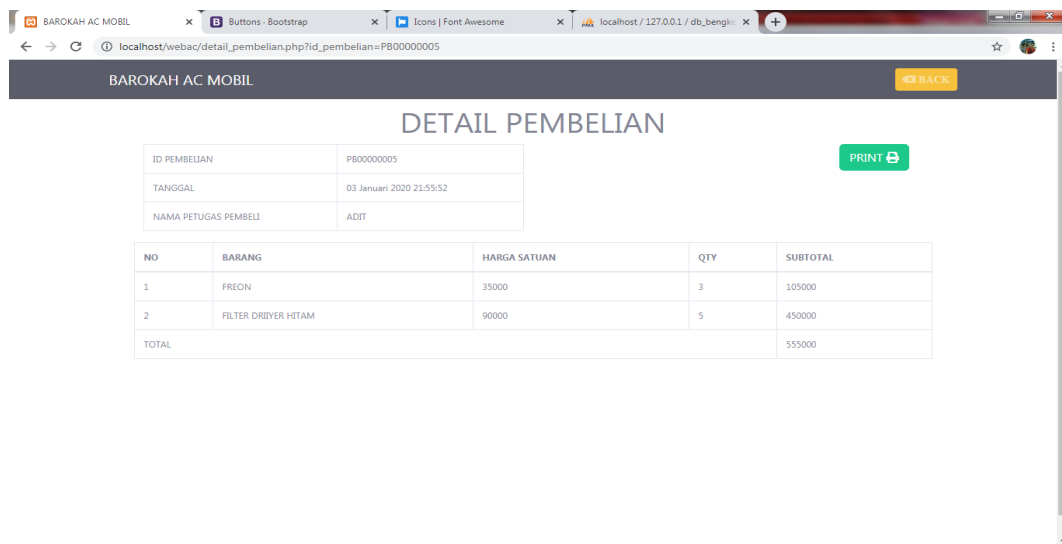 BAROKAH AC MOBIL
Buttons · Bootstrap
Icons | Font Awesome
localhost / 127.0.0.1 / db_bengk
localhost/webac/detail_pembelian.php?id_pembelian=PB00000005
BAROKAH AC MOBIL
BACK
DETAIL PEMBELIAN
PRINT
ID PEMBELIAN PB00000005
TANGGAL 03 Januari 2020 21:55:52
NAMA PETUGAS PEMBELI ADIT
NO BARANG HARGA SATUAN QTY SUBTOTAL
1 FREON 35000 3 105000
2 FILTER DRIIYER HITAM 90000 5 450000
TOTAL 555000